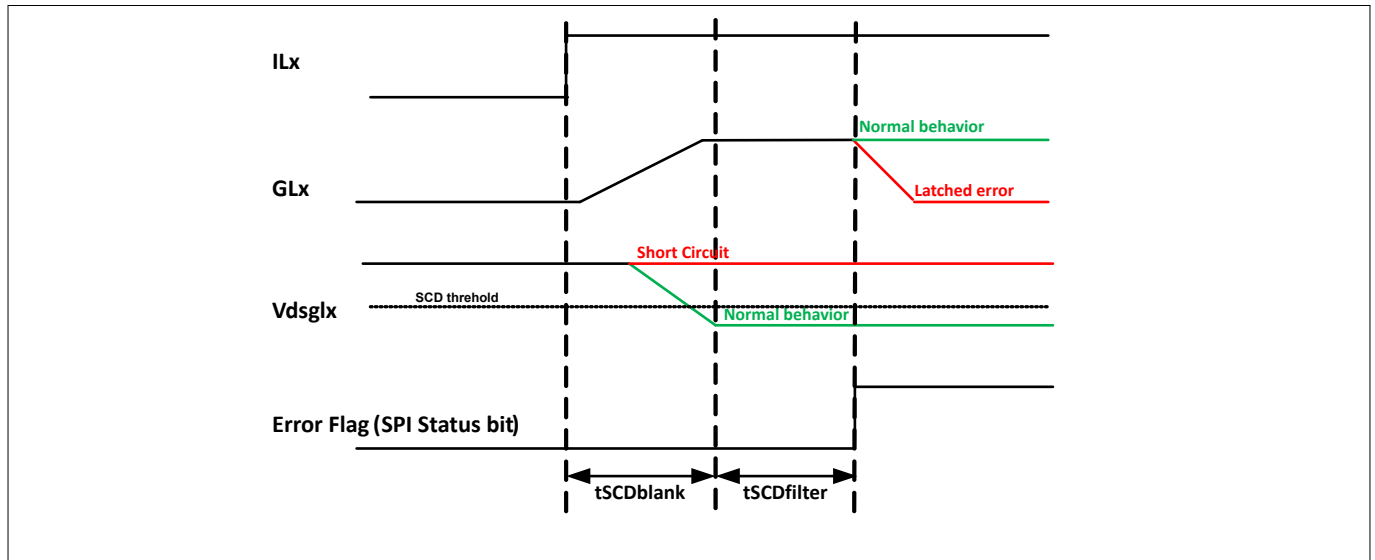 ILx
Normal behavior
GLx
Latched error
Short Circuit
SCD threhold
Vdsglx
Normal behavior
Error Flag (SPI Status bit)
tSCDblank
tSCDfilter